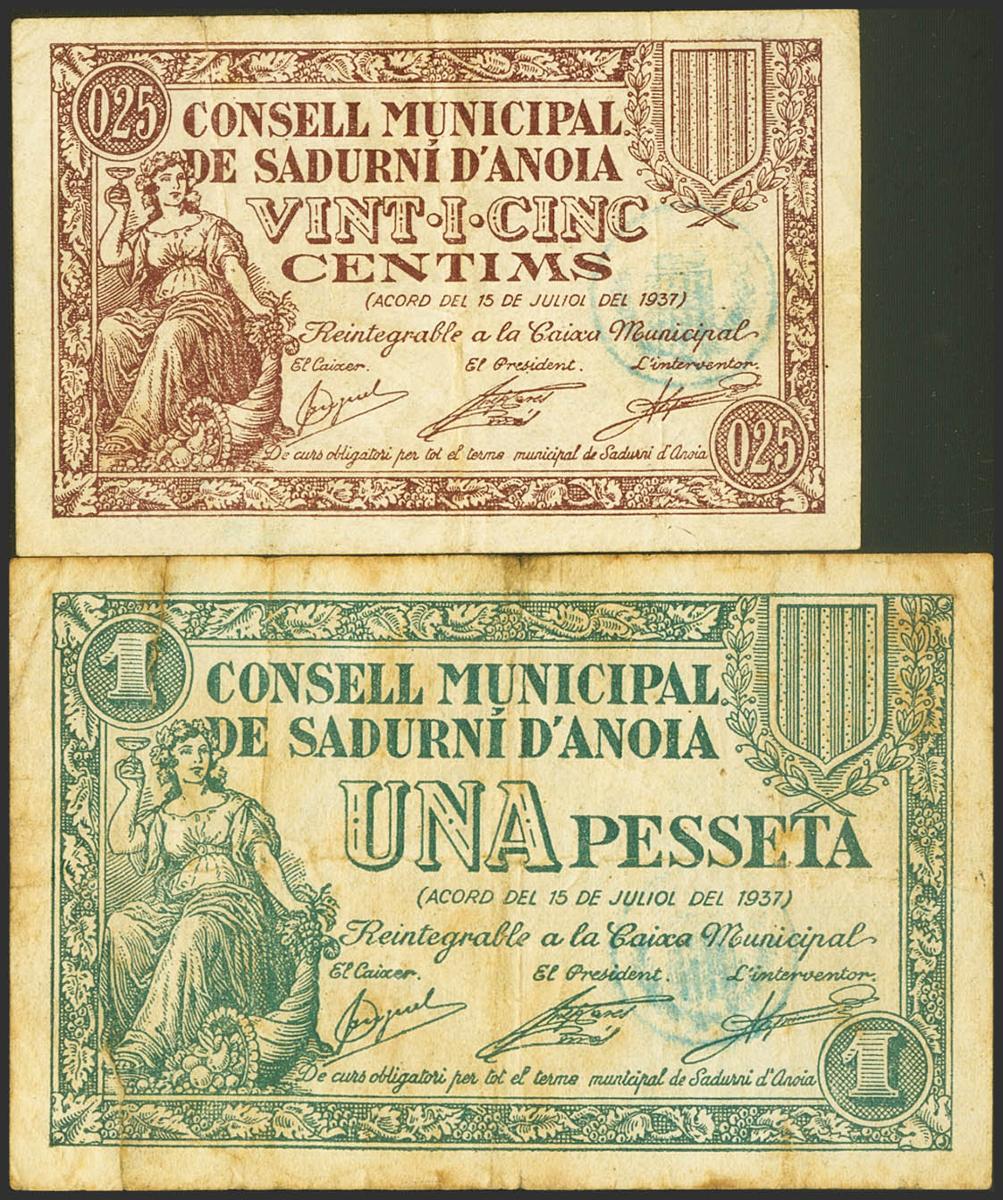 025
CONSELL MUNICIPAL
DE SADURNÍ D'ANOIA
VINT·I·CINC
CENTIMS
(ACORD DEL 15 DE JULIOL DEL 1937)
Reintegrable a la Caixa Municipal
El Caixer. El President. L'interventor.
De curs obligatori per tot el terme municipal de Sadurni d'Anoia
025
1
CONSELL MUNICIPAL
DE SADURNÍ D'ANOIA
UNA PESSETA
(ACORD DEL 15 DE JULIOL DEL 1937)
Reintegrable a la Caixa Municipal
El Caixer. El President. L'interventor.
De curs obligatori per tot el terme municipal de Sadurni d'Anoia
1